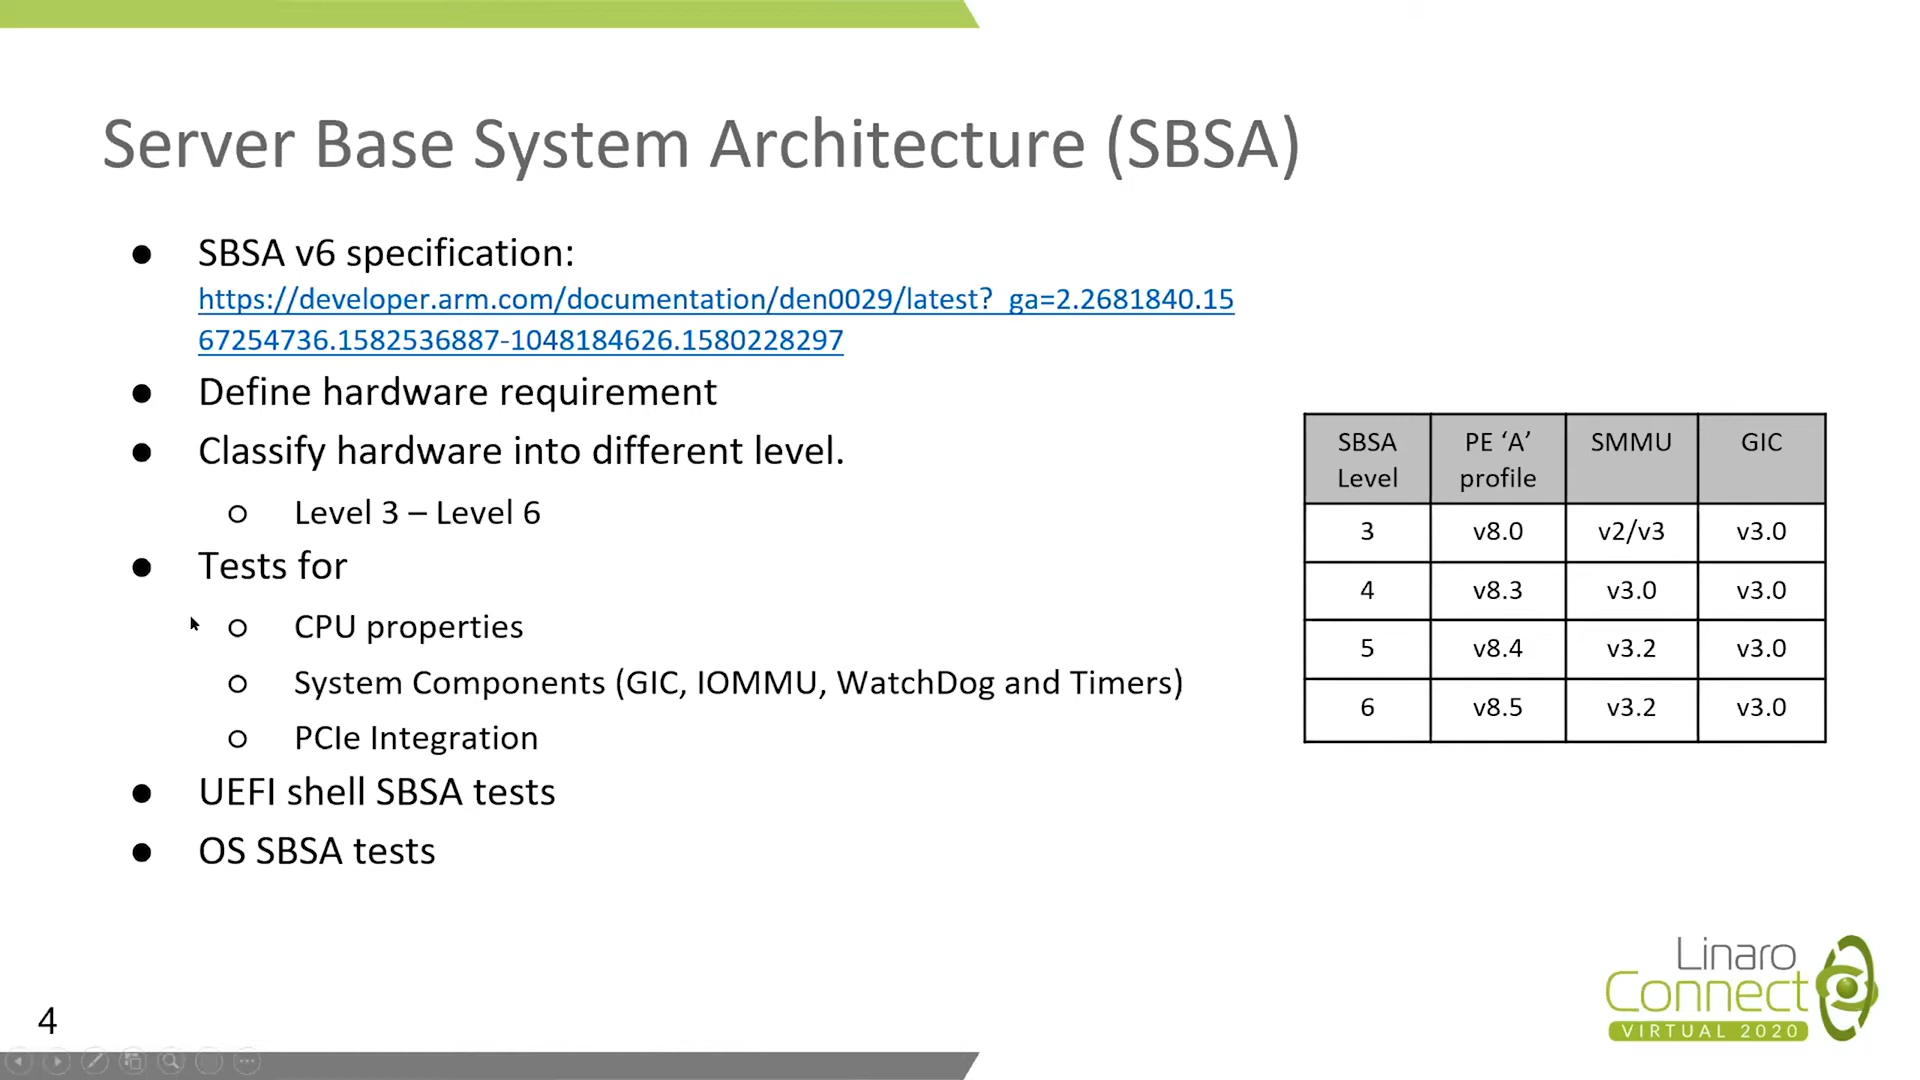 Server Base System Architecture (SBSA)
● SBSA v6 specification:
https://developer.arm.com/documentation/den0029/latest?_ga=2.2681840.15
67254736.1582536887-1048184626.1580228297
● Define hardware requirement
● Classify hardware into different level.
○ Level 3 – Level 6
● Tests for
○ CPU properties
○ System Components (GIC, IOMMU, WatchDog and Timers)
○ PCIe Integration
● UEFI shell SBSA tests
● OS SBSA tests
SBSA Level PE ‘A’ profile SMMU GIC
3 v8.0 v2/v3 v3.0
4 v8.3 v3.0 v3.0
5 v8.4 v3.2 v3.0
6 v8.5 v3.2 v3.0
Linaro
Connect
VIRTUAL 2020
4